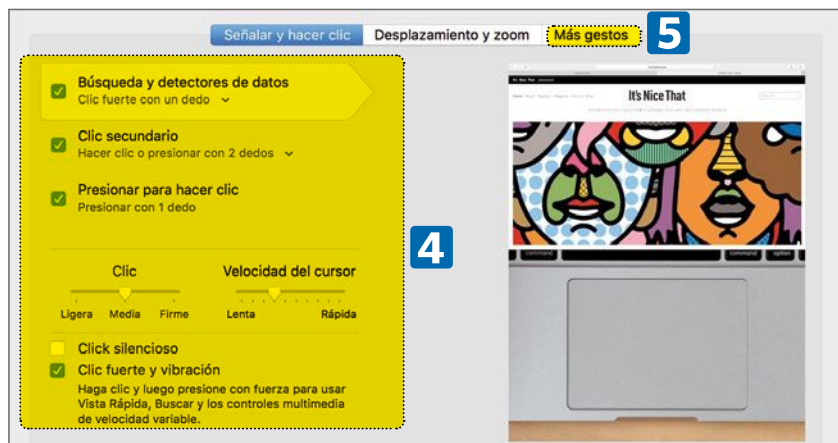 Señalar y hacer clic Desplazamiento y zoom Más gestos 5
Búsqueda y detectores de datos
Clic fuerte con un dedo
Clic secundario
Hacer clic o presionar con 2 dedos
Presionar para hacer clic
Presionar con 1 dedo
4
Clic Velocidad del cursor
Ligera Media Firme Lenta Rápida
Click silencioso
Clic fuerte y vibración
Haga clic y luego presione con fuerza para usar
Vista Rápida, Buscar y los controles multimedia
de velocidad variable.
It's Nice That
command command option